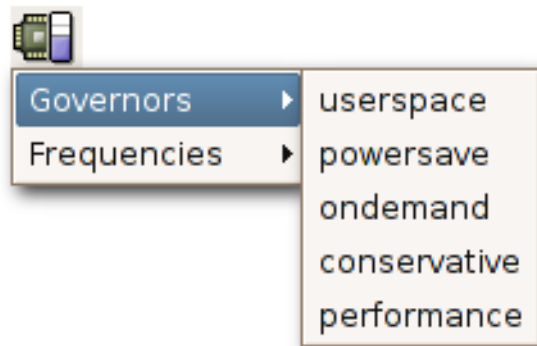 Governors
Frequencies
userspace
powersave
ondemand
conservative
performance